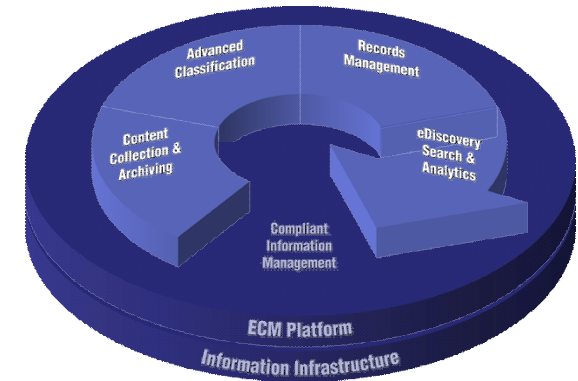 Advanced
Classification
Records
Management
Content
Collection &
Archiving
eDiscovery
Search &
Analytics
Compliant
Information
Management
ECM Platform
Information Infrastructure